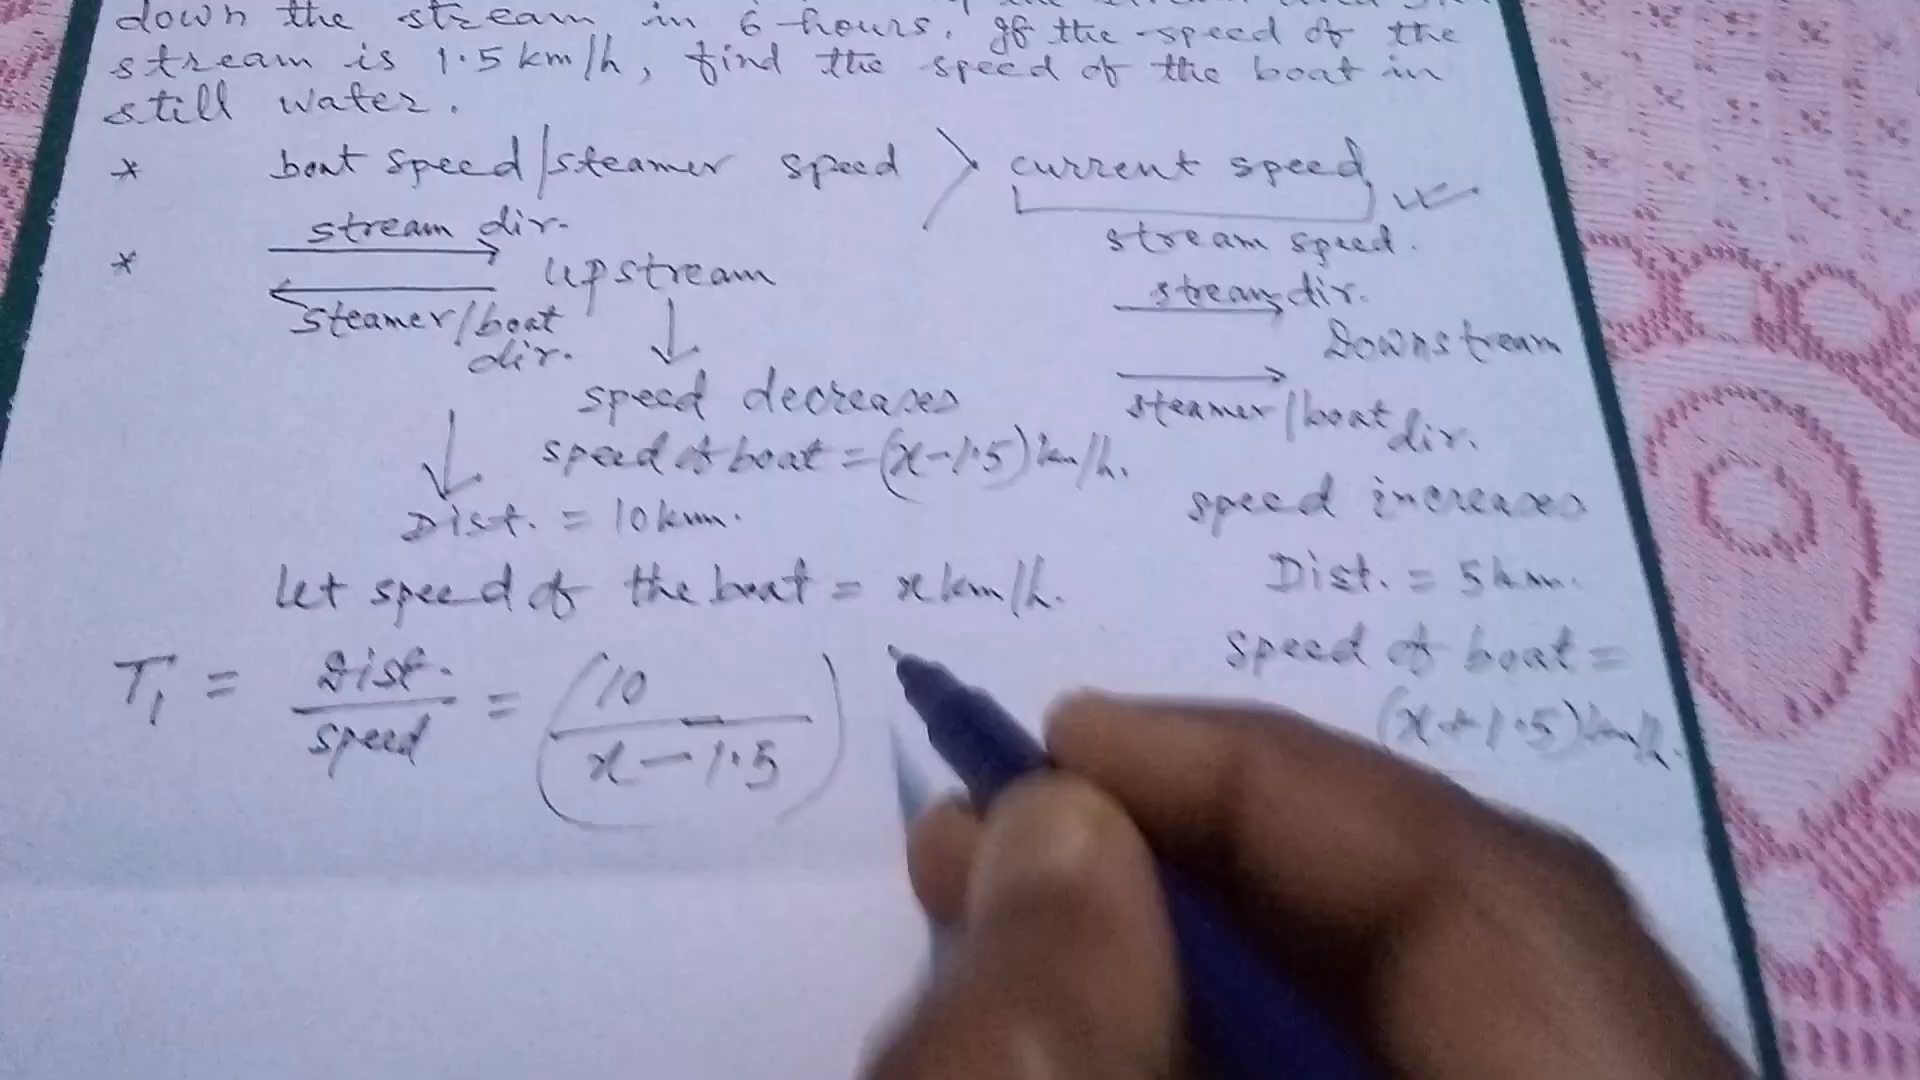 down the stream in 6 hours. If the speed of the
stream is 1.5 km/h, find the speed of the boat in
still water.
* boat speed/steamer speed > current speed
stream speed.
* stream dir.
upstream
steamer/boat
dir.
stream dir.
Downstream
steamer/boat dir.
speed decreases
speed of boat = (x-1.5) km/h.
speed increases
Dist. = 10 km.
Dist. = 5 km.
Let speed of the boat = x km/h.
speed of boat =
(x+1.5) km/h.
T1 = Dist. / speed = (10 / x-1.5)